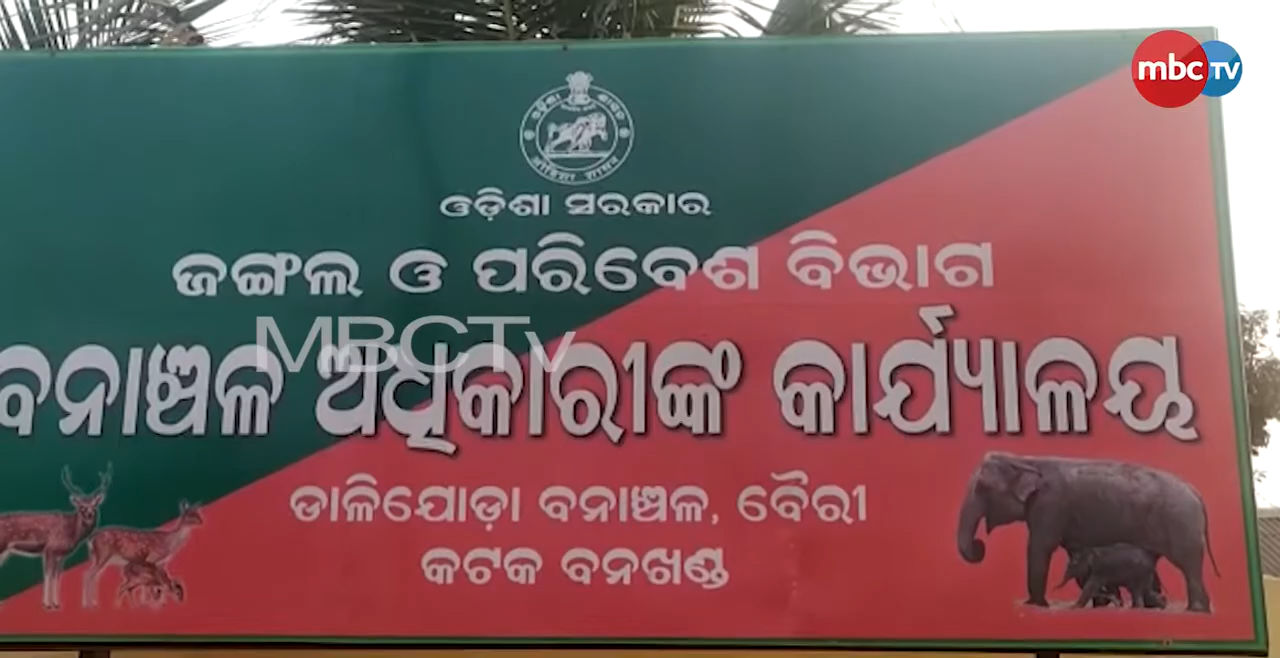 mbc TV
ଓଡ଼ିଶା ସରକାର
ଜଙ୍ଗଲ ଓ ପରିବେଶ ବିଭାଗ
MBCTv
ବନାଞ୍ଚଳ ଅଧିକାରୀଙ୍କ କାର୍ଯ୍ୟାଳୟ
ଡାଳିଯୋଡ଼ା ବନାଞ୍ଚଳ, ବୈରୀ
କଟକ ବନଖଣ୍ଡ